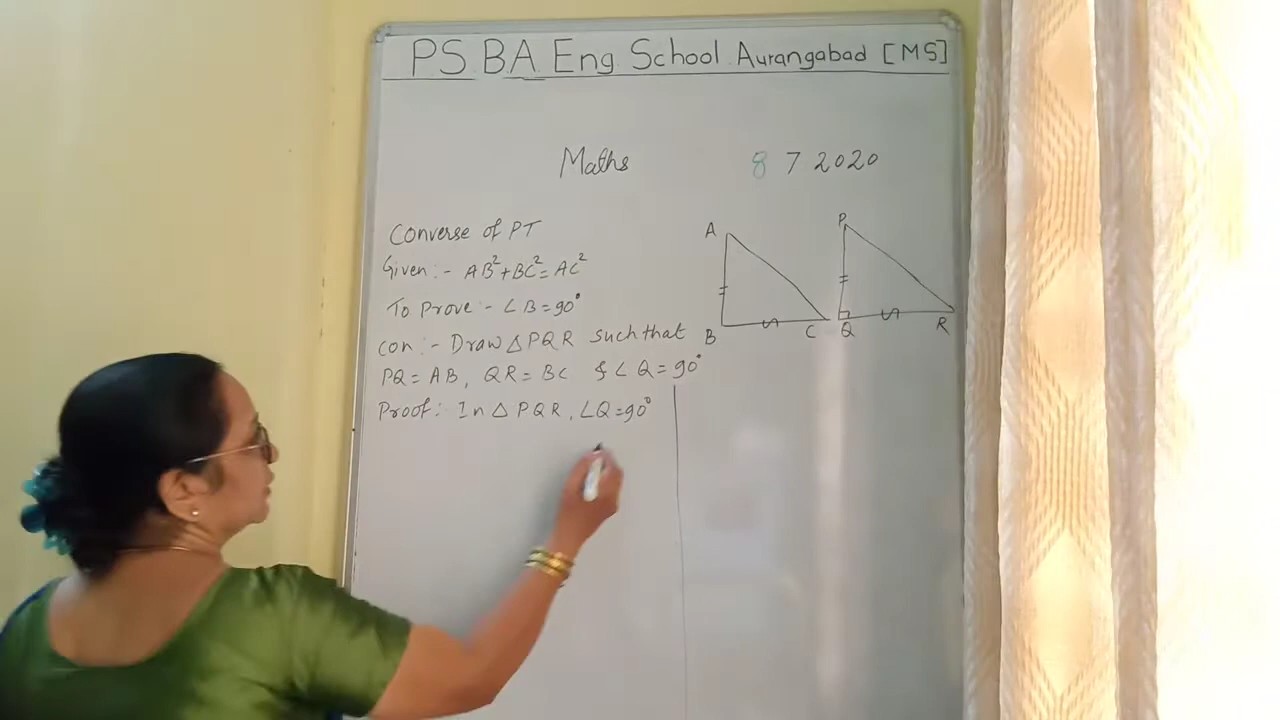 PS BA Eng School Aurangabad [MS]
Maths
8 7 2020
Converse of PT
Given :- AB²+BC²=AC²
To Prove :- ∠B=90°
Con :- Draw △PQR such that
PQ = AB, QR = BC & ∠Q = 90°
Proof: In △PQR, ∠Q=90°
A
B
C
P
Q
R